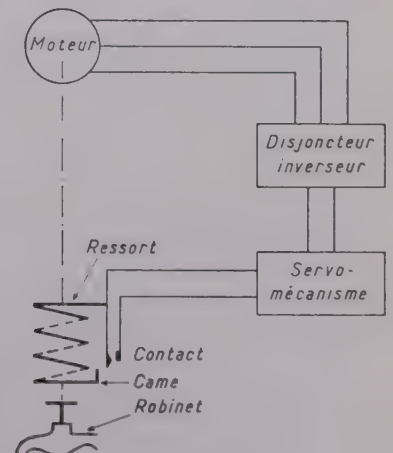 Moteur
Disjoncteur
inverseur
Ressort
Servo-
mécanisme
Contact
Came
Robinet